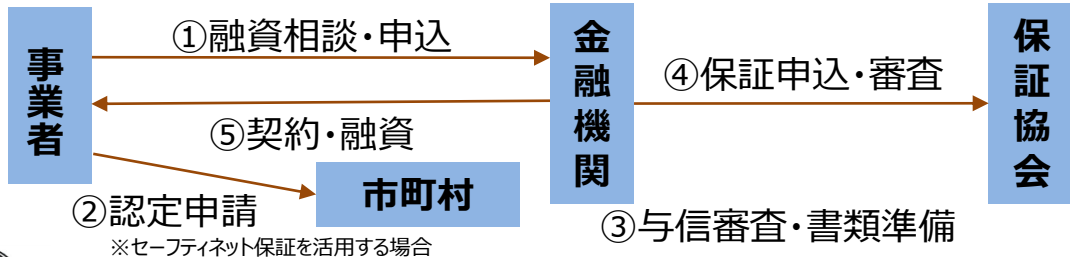 事業者
①融資相談・申込
金融機関
④保証申込・審査
保証協会
⑤契約・融資
②認定申請
市町村
※セーフティネット保証を活用する場合
③与信審査・書類準備